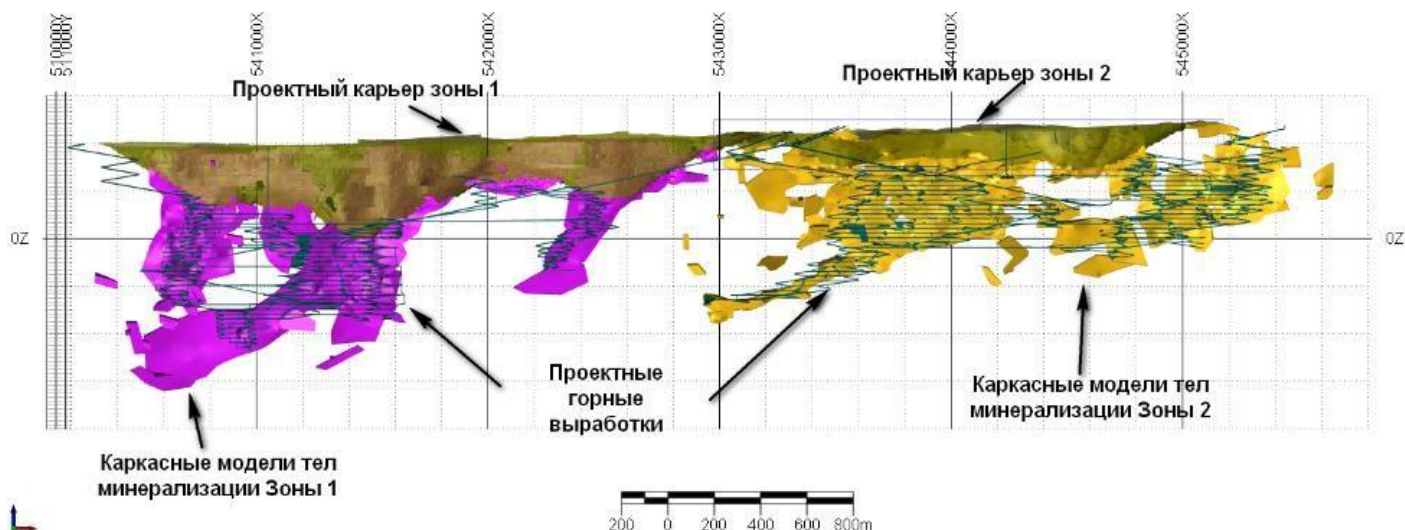 541000X
542000X
543000X
544000X
545000X
Проектный карьер зоны 1
Проектный карьер зоны 2
0Z
0Z
Проектные
горные
выработки
Каркасные модели тел
минерализации Зоны 2
Каркасные модели тел
минерализации Зоны 1
200 0 200 400 600 800m